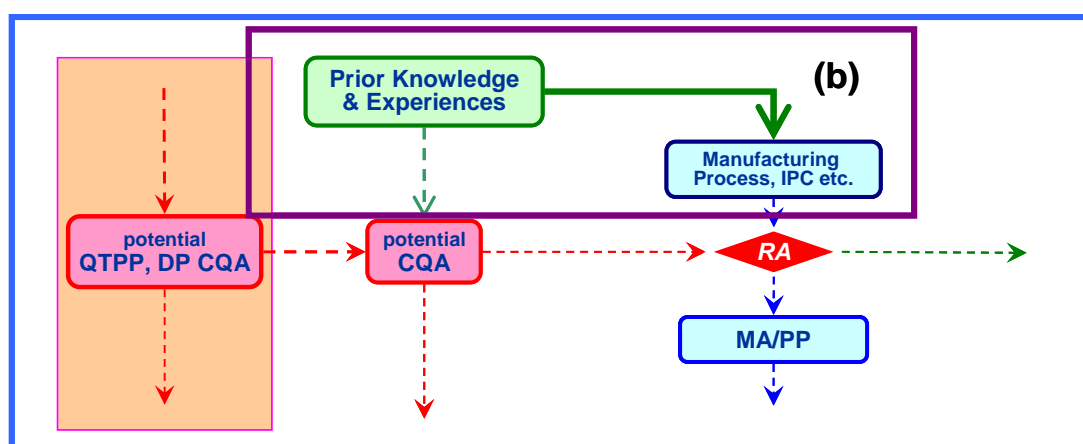 Prior Knowledge
& Experiences
(b)
Manufacturing
Process, IPC etc.
potential
QTPP, DP CQA
potential
CQA
RA
MA/PP